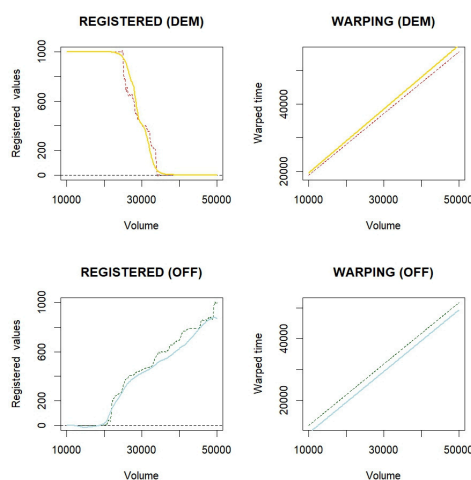 REGISTERED (DEM)
Registered values
0
200
600
1000
10000
30000
50000
Volume
WARPING (DEM)
Warped time
20000
40000
10000
30000
50000
Volume
REGISTERED (OFF)
Registered values
0
200
600
1000
10000
30000
50000
Volume
WARPING (OFF)
Warped time
20000
40000
10000
30000
50000
Volume